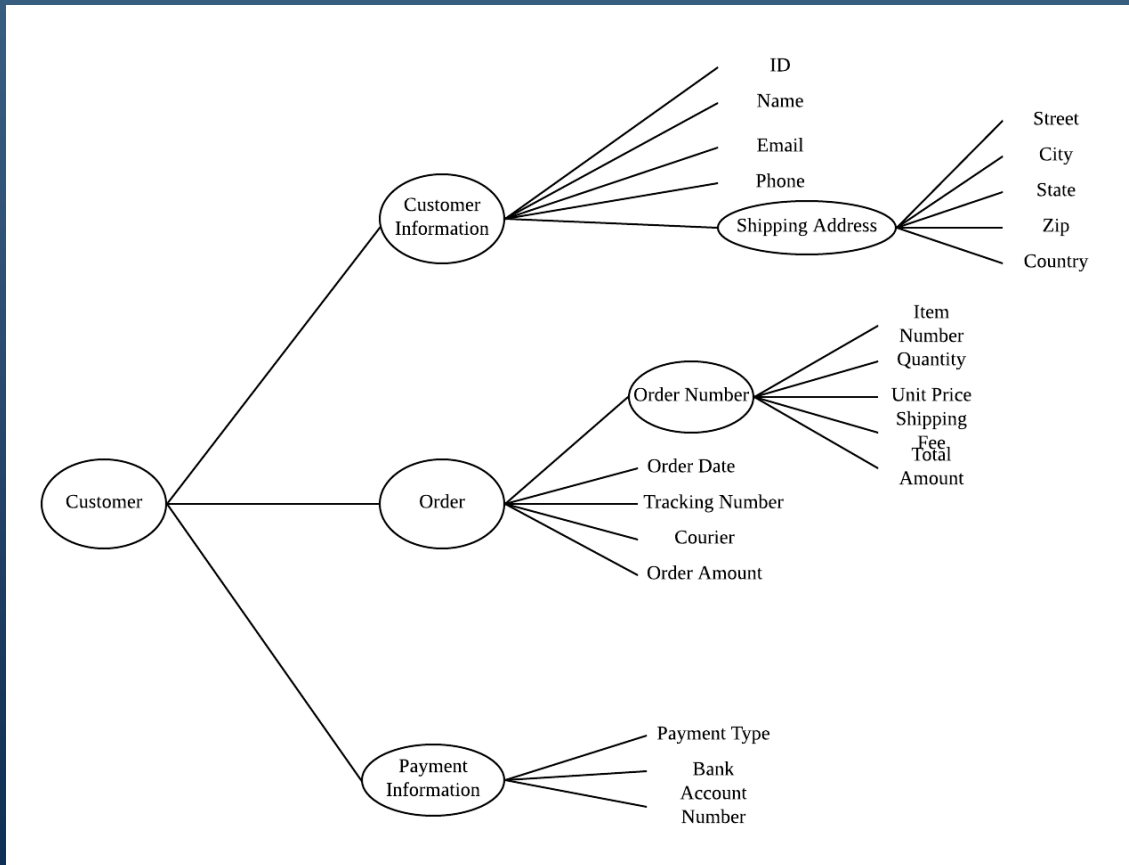 Customer
Customer
Information
ID
Name
Email
Phone
Shipping Address
Street
City
State
Zip
Country
Order
Order Number
Item
Number
Quantity
Unit Price
Shipping
Fee
Total
Amount
Order Date
Tracking Number
Courier
Order Amount
Payment
Information
Payment Type
Bank
Account
Number